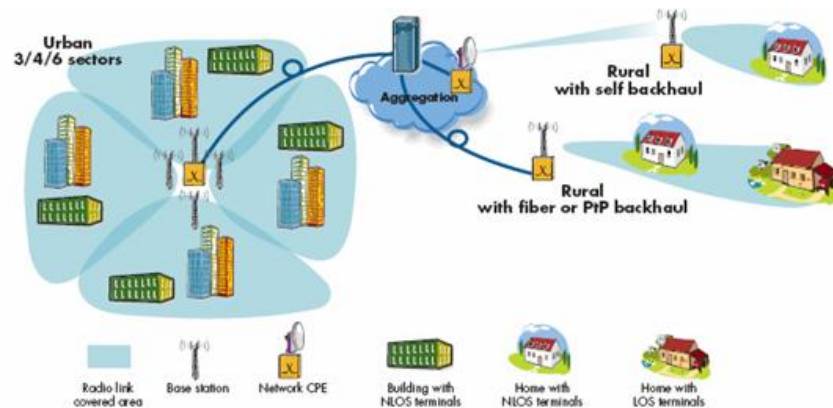 Urban
3/4/6 sectors
Aggregation
Rural
with self backhaul
Rural
with fiber or PtP backhaul
Radio link
covered area
Base station
Network CPE
Building with
NLOS terminals
Home with
NLOS terminals
Home with
LOS terminals